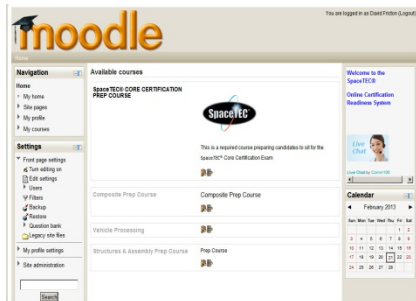 You are logged in as David Fricton (Logout)
moodle
Home
Navigation
Home
My home
Site pages
My profile
My courses
Settings
Front page settings
Turn editing on
Edit settings
Users
Filters
Backup
Restore
Question bank
Legacy site files
My profile settings
Site administration
Search
Available courses
SpaceTEC® CORE CERTIFICATION
PREP COURSE
SpaceTEC
This is a required course preparing candidates to sit for the
SpaceTEC® Core Certification Exam
Composite Prep Course
Composite Prep Course
Vehicle Processing
Structures & Assembly Prep Course
Prep Course
Welcome to the
SpaceTEC®
Online Certification
Readiness System
Live
Chat
Live Chat by Comm100
Calendar
February 2013
Sun Mon Tue Wed Thu Fri Sat
1 2
3 4 5 6 7 8 9
10 11 12 13 14 15 16
17 18 19 20 21 22 23
24 25 26 27 28